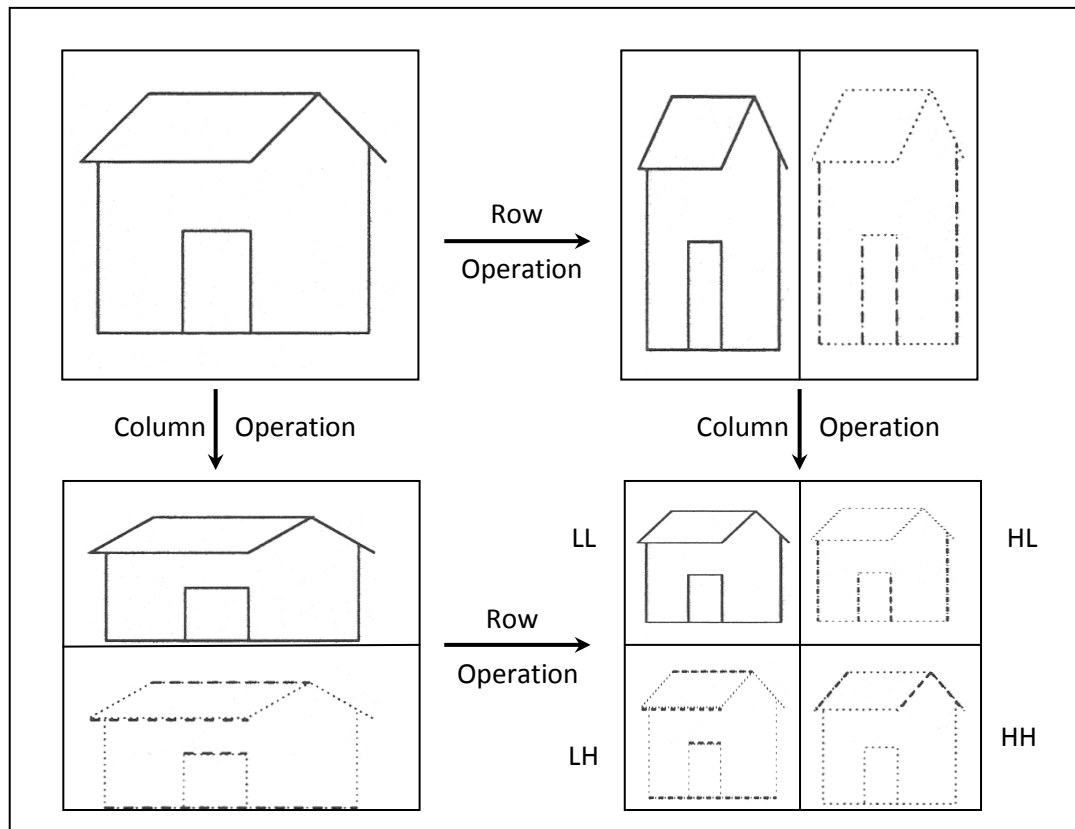 Row
Operation
Column Operation
Column Operation
LL
HL
Row
Operation
LH
HH